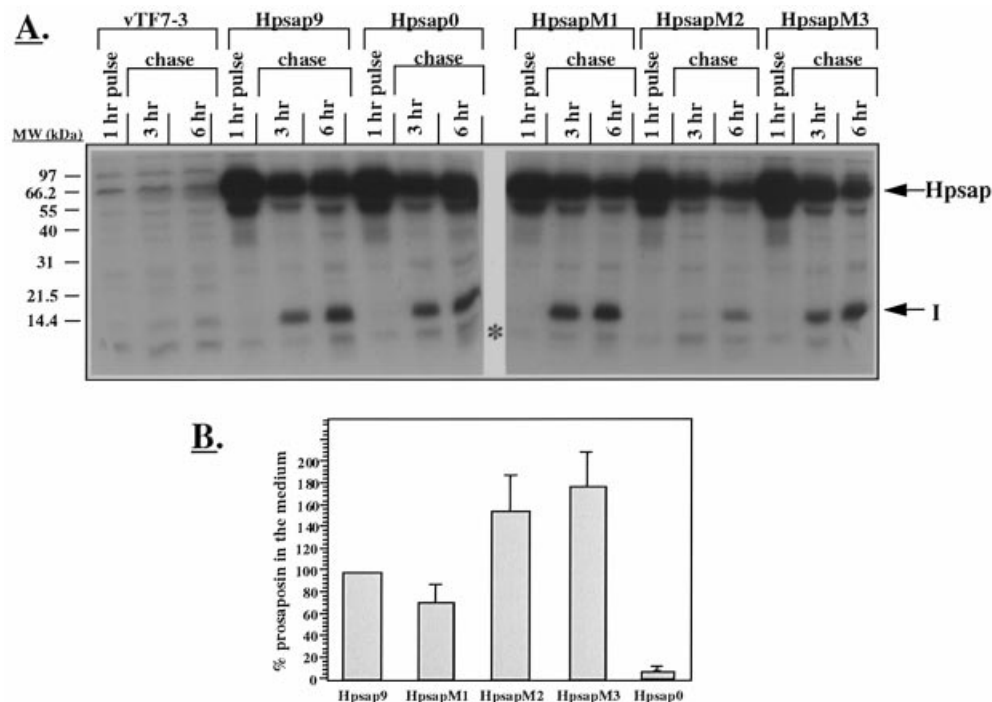 A.
vTF7-3 Hpsap9 Hpsap0 HpsapM1 HpsapM2 HpsapM3
chase chase chase chase chase chase
1 hr pulse 3 hr 6 hr 1 hr pulse 3 hr 6 hr 1 hr pulse 3 hr 6 hr 1 hr pulse 3 hr 6 hr 1 hr pulse 3 hr 6 hr 1 hr pulse 3 hr 6 hr
MW (kDa)
97
66.2
Hpsap
55
40
31
21.5
I
14.4
*
B.
% prosaposin in the medium
200
180
160
140
120
100
80
60
40
20
0
Hpsap9 HpsapM1 HpsapM2 HpsapM3 Hpsap0